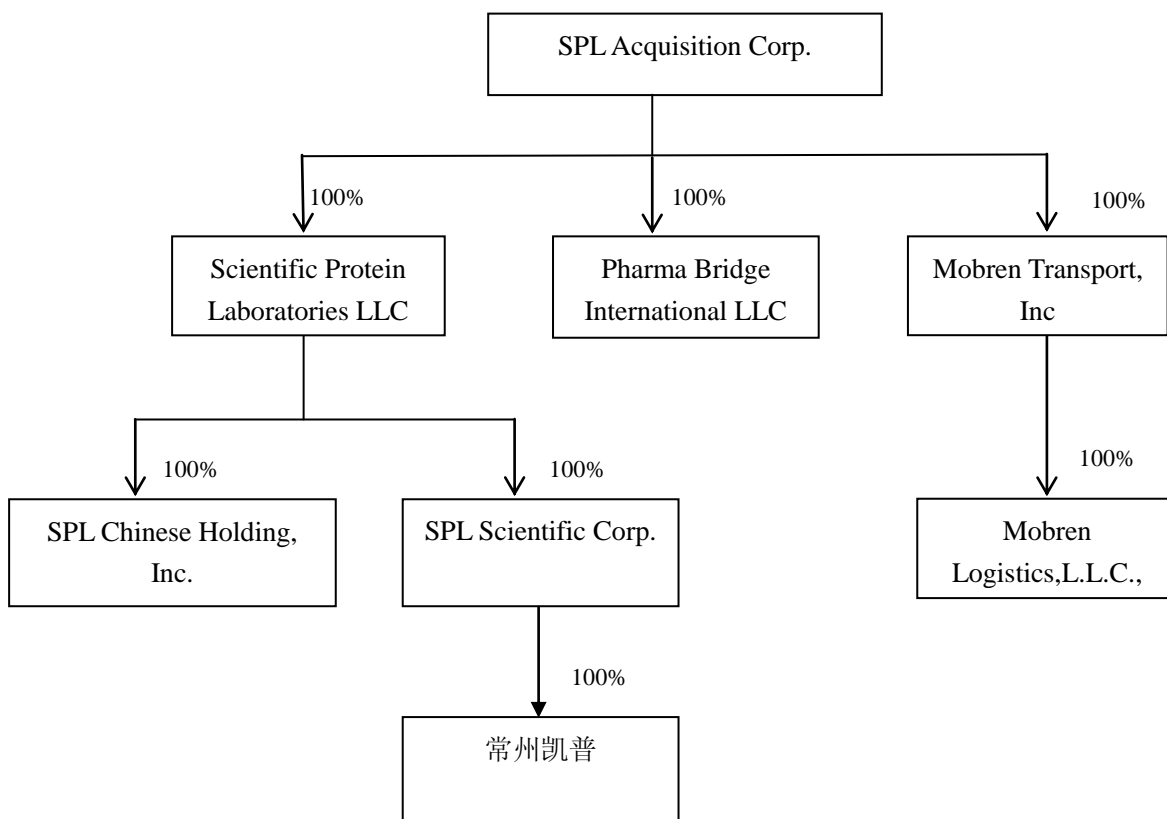 SPL Acquisition Corp.
100%
100%
100%
Scientific Protein
Laboratories LLC
Pharma Bridge
International LLC
Mobren Transport,
Inc
100%
100%
100%
SPL Chinese Holding,
Inc.
SPL Scientific Corp.
Mobren
Logistics,L.L.C.,
100%
常州凯普